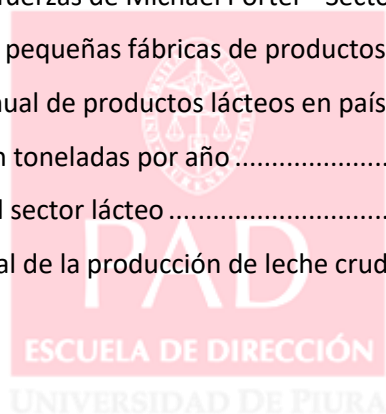 uerzas de Michael Porter - Secto
pequeñas fábricas de productos
ual de productos lácteos en país
n toneladas por año ....................
l sector lácteo ................................
al de la producción de leche crud
PAD
ESCUELA DE DIRECCIÓN
UNIVERSIDAD DE PIURA